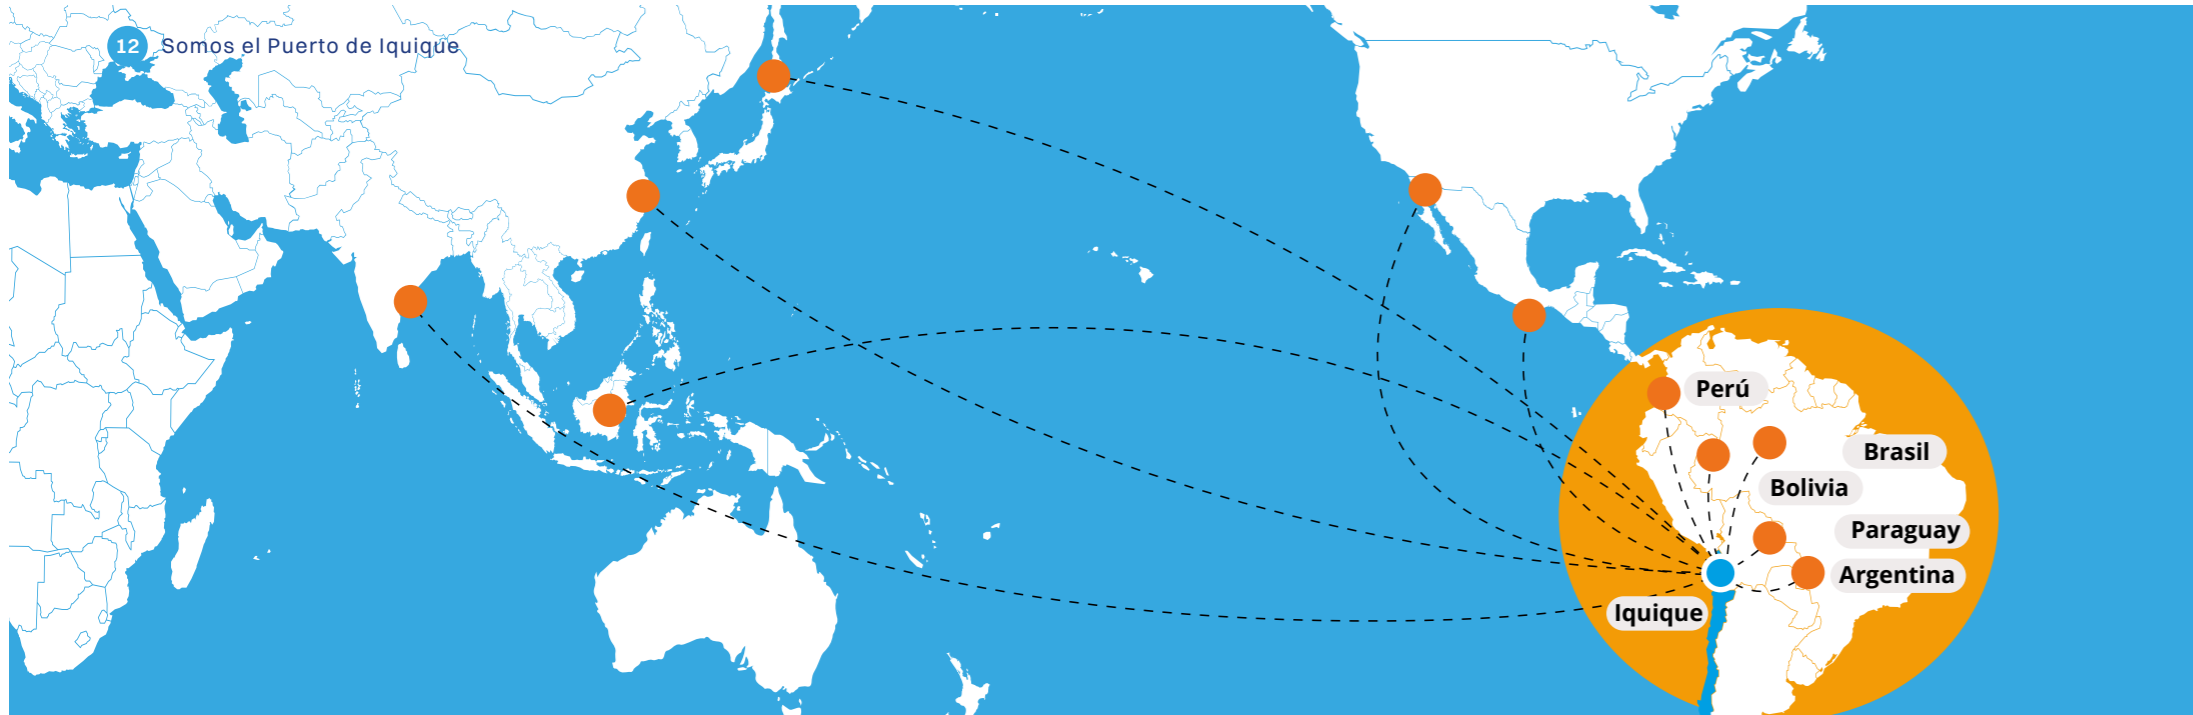 12 Somos el Puerto de Iquique
Perú
Brasil
Bolivia
Paraguay
Argentina
Iquique